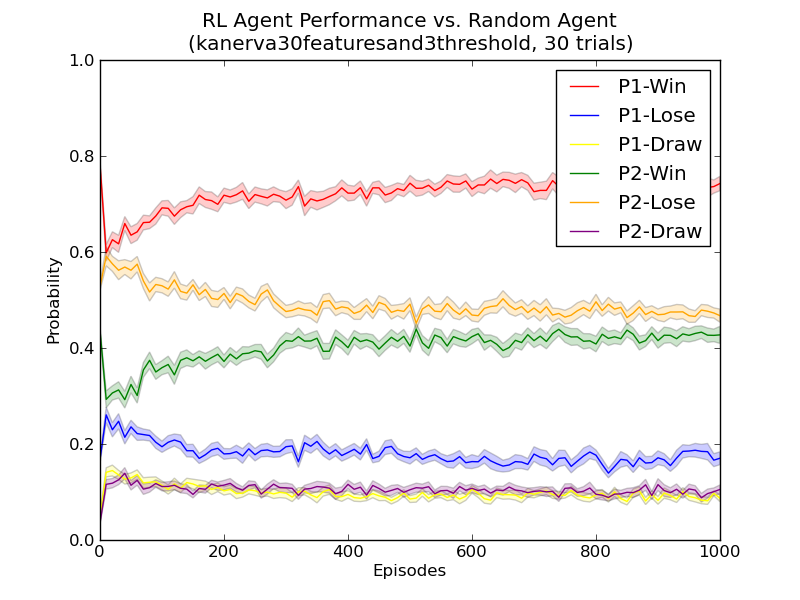 RL Agent Performance vs. Random Agent
(kanerva30featuresand3threshold, 30 trials)
1.0
0.8
0.6
0.4
0.2
0.0
Probability
P1-Win
P1-Lose
P1-Draw
P2-Win
P2-Lose
P2-Draw
0 200 400 600 800 1000
Episodes